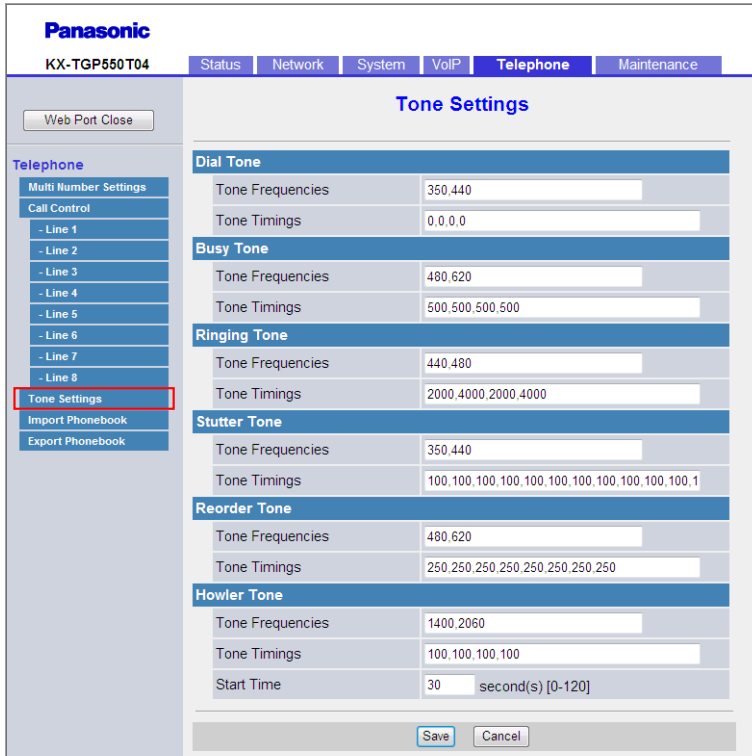 Panasonic
KX-TGP550T04
Status Network System VoIP Telephone Maintenance
Web Port Close
Telephone
Multi Number Settings
Call Control
- Line 1
- Line 2
- Line 3
- Line 4
- Line 5
- Line 6
- Line 7
- Line 8
Tone Settings
Import Phonebook
Export Phonebook
Tone Settings
Dial Tone
Tone Frequencies 350,440
Tone Timings 0,0,0,0
Busy Tone
Tone Frequencies 480,620
Tone Timings 500,500,500,500
Ringing Tone
Tone Frequencies 440,480
Tone Timings 2000,4000,2000,4000
Stutter Tone
Tone Frequencies 350,440
Tone Timings 100,100,100,100,100,100,100,100,100,100,100,1
Reorder Tone
Tone Frequencies 480,620
Tone Timings 250,250,250,250,250,250,250,250
Howler Tone
Tone Frequencies 1400,2060
Tone Timings 100,100,100,100
Start Time 30 second(s) [0-120]
Save Cancel